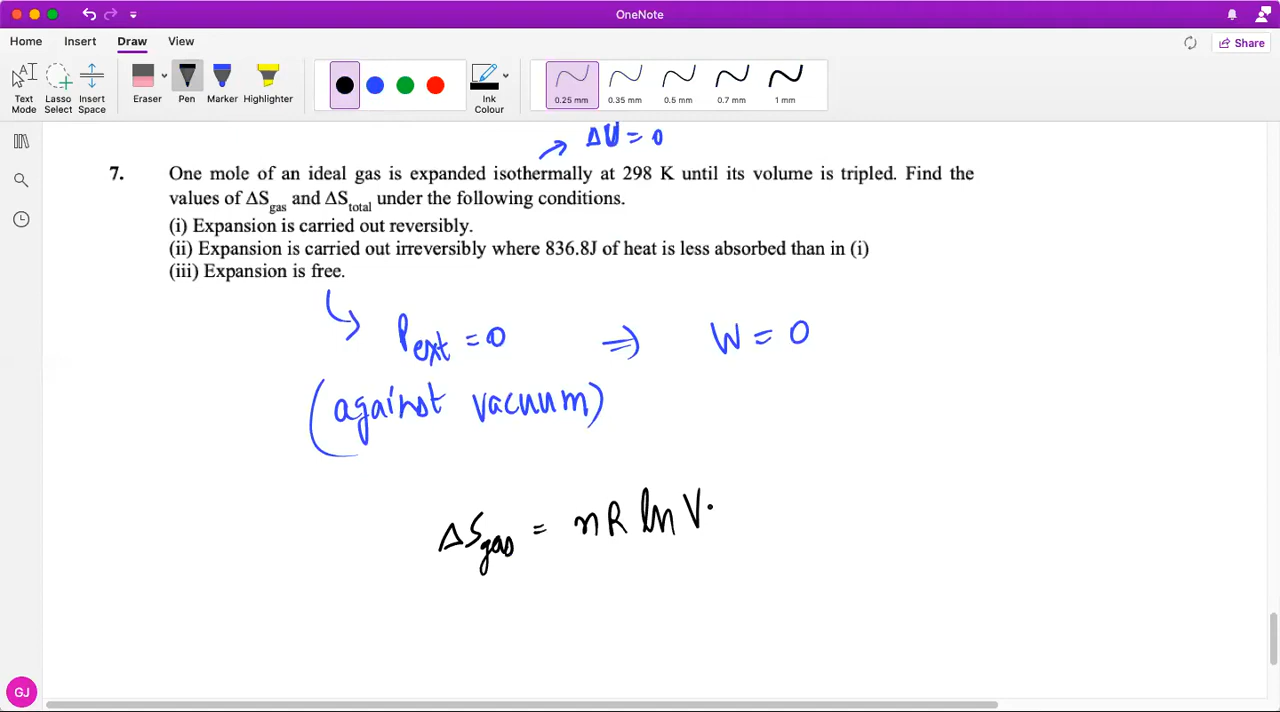 OneNote
Home Insert Draw View
Share
Text Mode
Lasso Select
Insert Space
Eraser
Pen
Marker
Highlighter
Ink Colour
0.25 mm
0.35 mm
0.5 mm
0.7 mm
1 mm
ΔU = 0
7. One mole of an ideal gas is expanded isothermally at 298 K until its volume is tripled. Find the
values of ΔSgas and ΔStotal under the following conditions.
(i) Expansion is carried out reversibly.
(ii) Expansion is carried out irreversibly where 836.8J of heat is less absorbed than in (i)
(iii) Expansion is free.
Pext = 0 ⇒ W = 0
(against vacuum)
ΔSgas = nR ln V
GJ